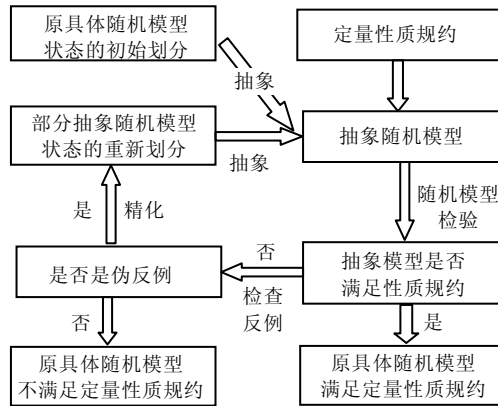 原具体随机模型
状态的初始划分
定量性质规约
抽象
部分抽象随机模型
状态的重新划分
抽象
抽象随机模型
是
精化
随机模型
检验
是否是伪反例
否
检查
反例
抽象模型是否
满足性质规约
否
是
原具体随机模型
不满足定量性质规约
原具体随机模型
满足定量性质规约